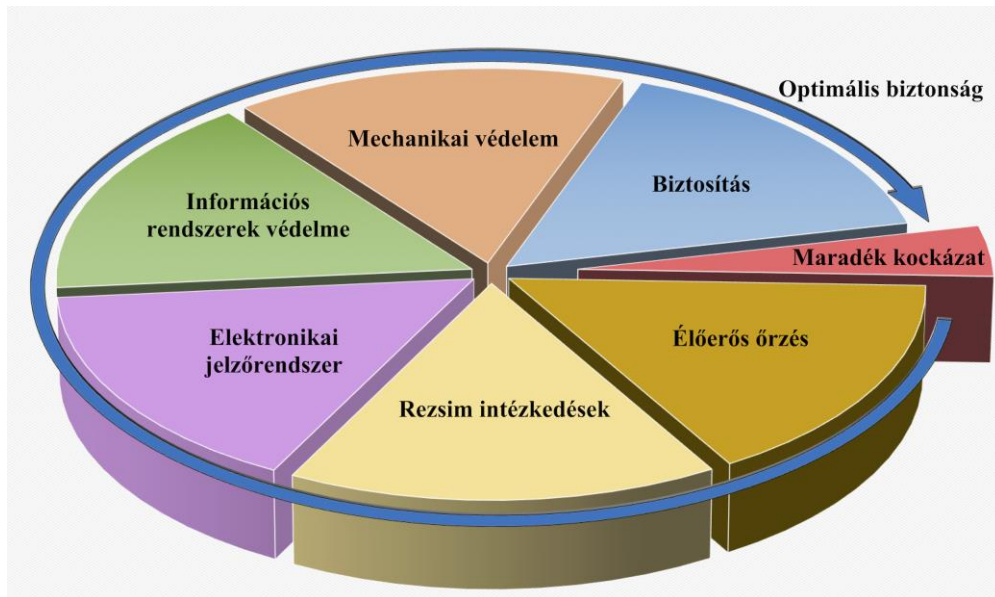 Optimális biztonság
Mechanikai védelem
Biztosítás
Információs
rendszerek védelme
Maradék kockázat
Elektronikai
jelzőrendszer
Élőerős őrzés
Rezsim intézkedések